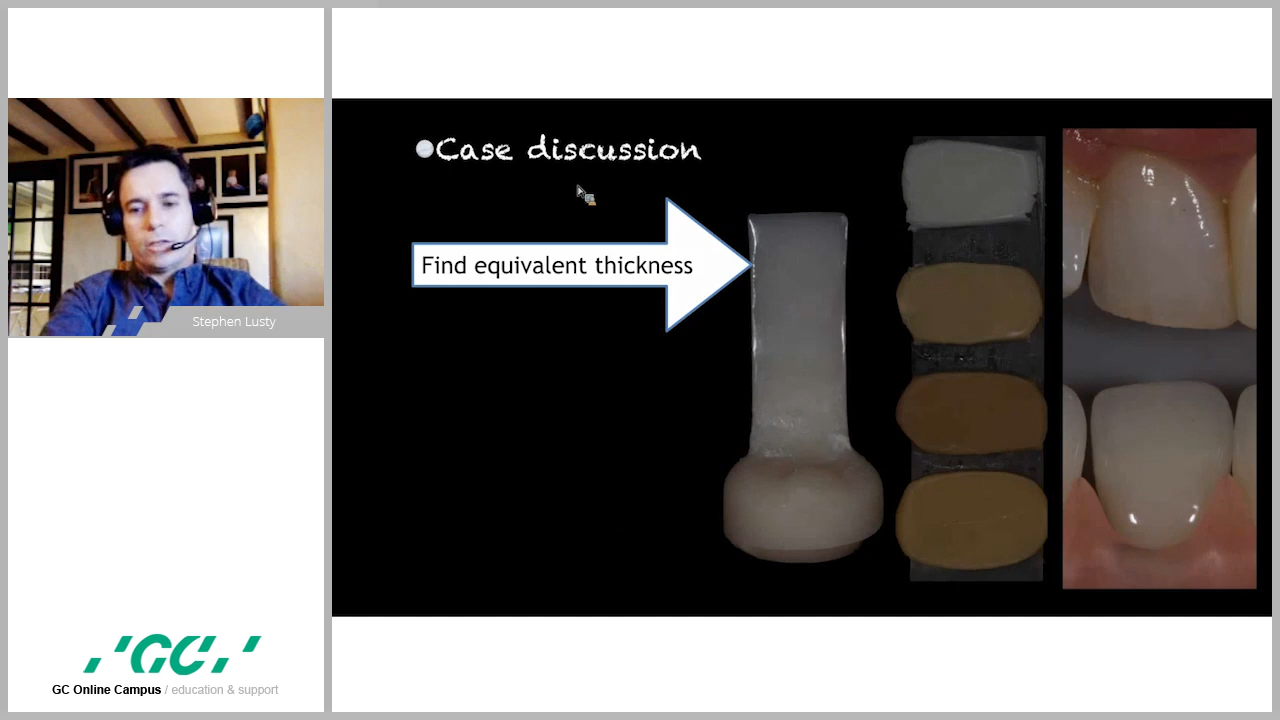 Case discussion
Find equivalent thickness
Stephen Lusty
GC
GC Online Campus / education & support